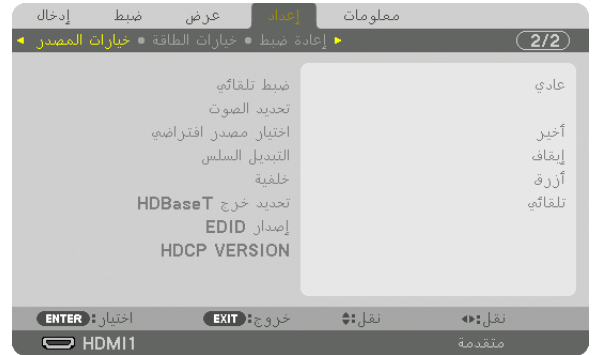 إدخال ضبط عرض إعداد معلومات
خيارات المصدر ● خيارات الطاقة ● إعادة ضبط 2/2
ضبط تلقائي عادي
تحديد الصوت
اختيار مصدر افتراضي أخير
التبديل السلس إيقاف
خلفية أزرق
تحديد خرج HDBaseT تلقائي
إصدار EDID
HDCP VERSION
ENTER: اختيار EXIT: خروج نقل: نقل:
HDMI1 متقدمة